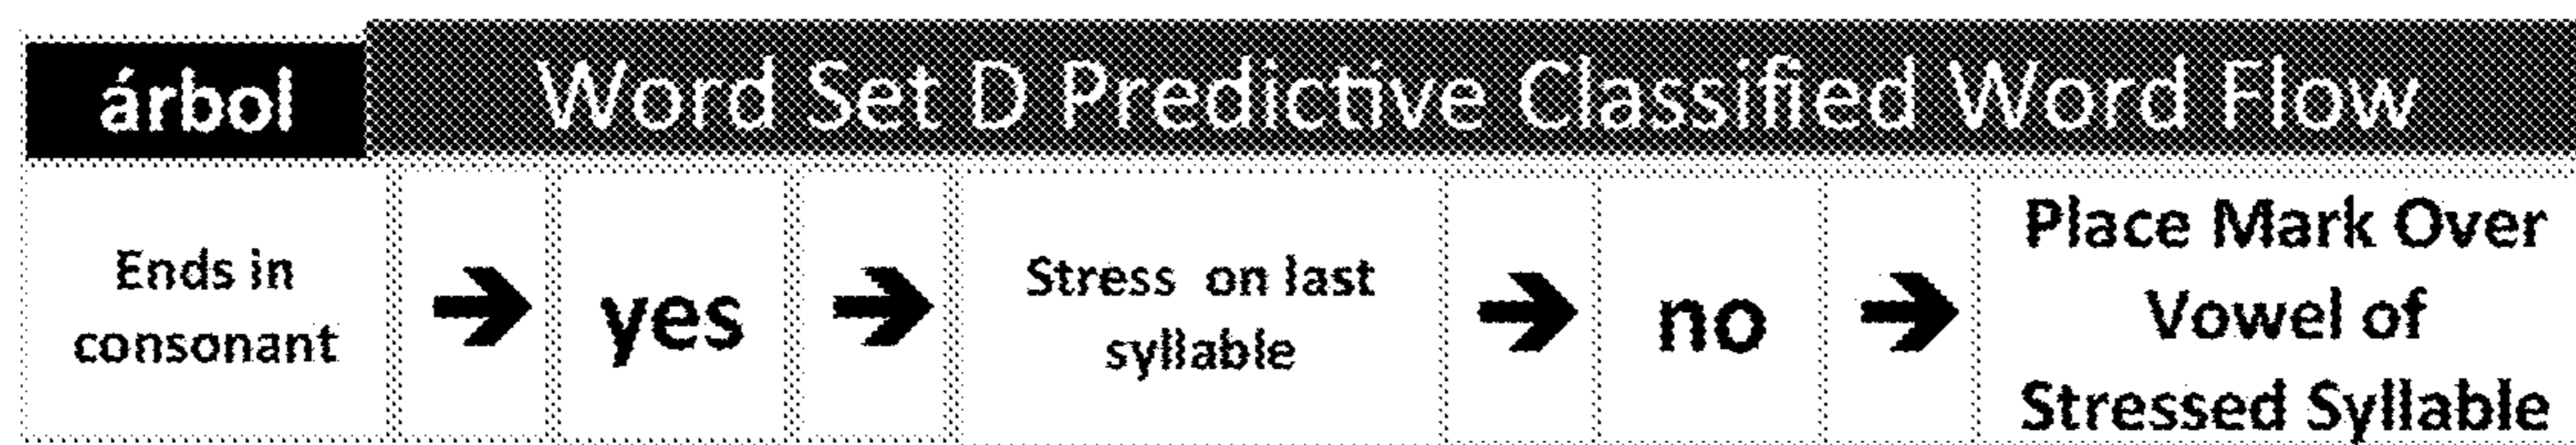 árbol
Word Set D Predictive Classified Word Flow
Ends in
consonant
➔
yes
➔
Stress on last
syllable
➔
no
➔
Place Mark Over
Vowel of
Stressed Syllable